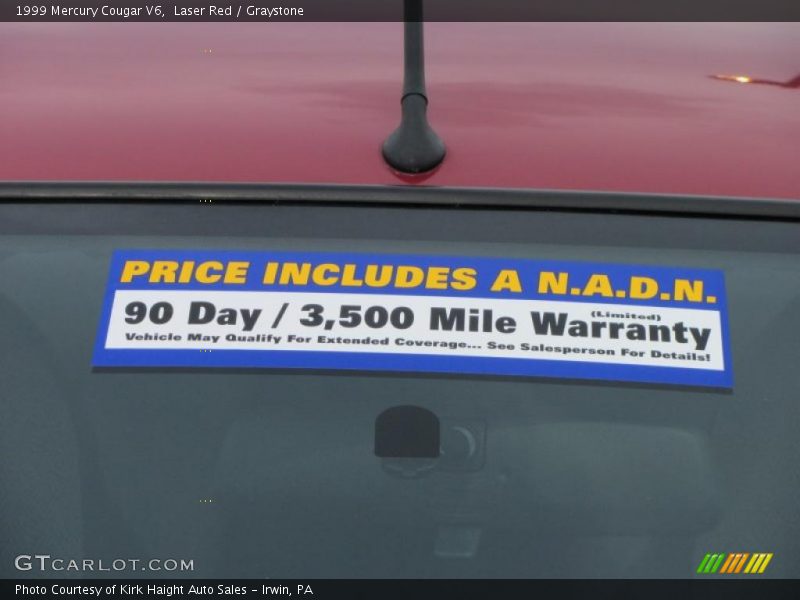 1999 Mercury Cougar V6,  Laser Red / Graystone
PRICE INCLUDES A N.A.D.N.
90 Day / 3,500 Mile (Limited) Warranty
Vehicle May Qualify For Extended Coverage... See Salesperson For Details!
GTCARLOT.COM
Photo Courtesy of Kirk Haight Auto Sales - Irwin, PA